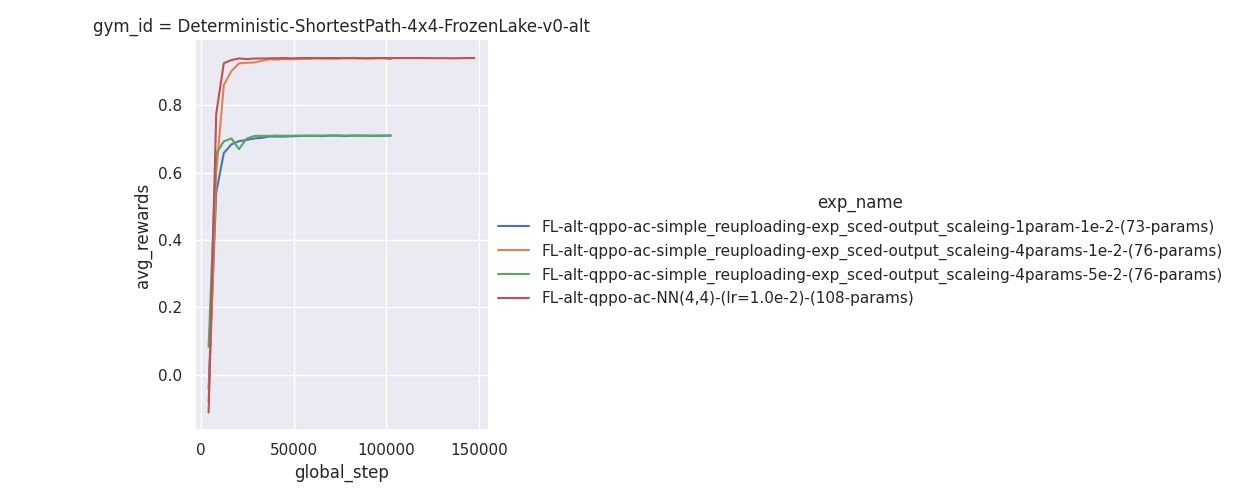 gym_id = Deterministic-ShortestPath-4x4-FrozenLake-v0-alt
avg_rewards
0.8
0.6
0.4
0.2
0.0
0
50000
100000
150000
global_step
exp_name
FL-alt-qppo-ac-simple_reuploading-exp_sced-output_scaleing-1param-1e-2-(73-params)
FL-alt-qppo-ac-simple_reuploading-exp_sced-output_scaleing-4params-1e-2-(76-params)
FL-alt-qppo-ac-simple_reuploading-exp_sced-output_scaleing-4params-5e-2-(76-params)
FL-alt-qppo-ac-NN(4,4)-(lr=1.0e-2)-(108-params)